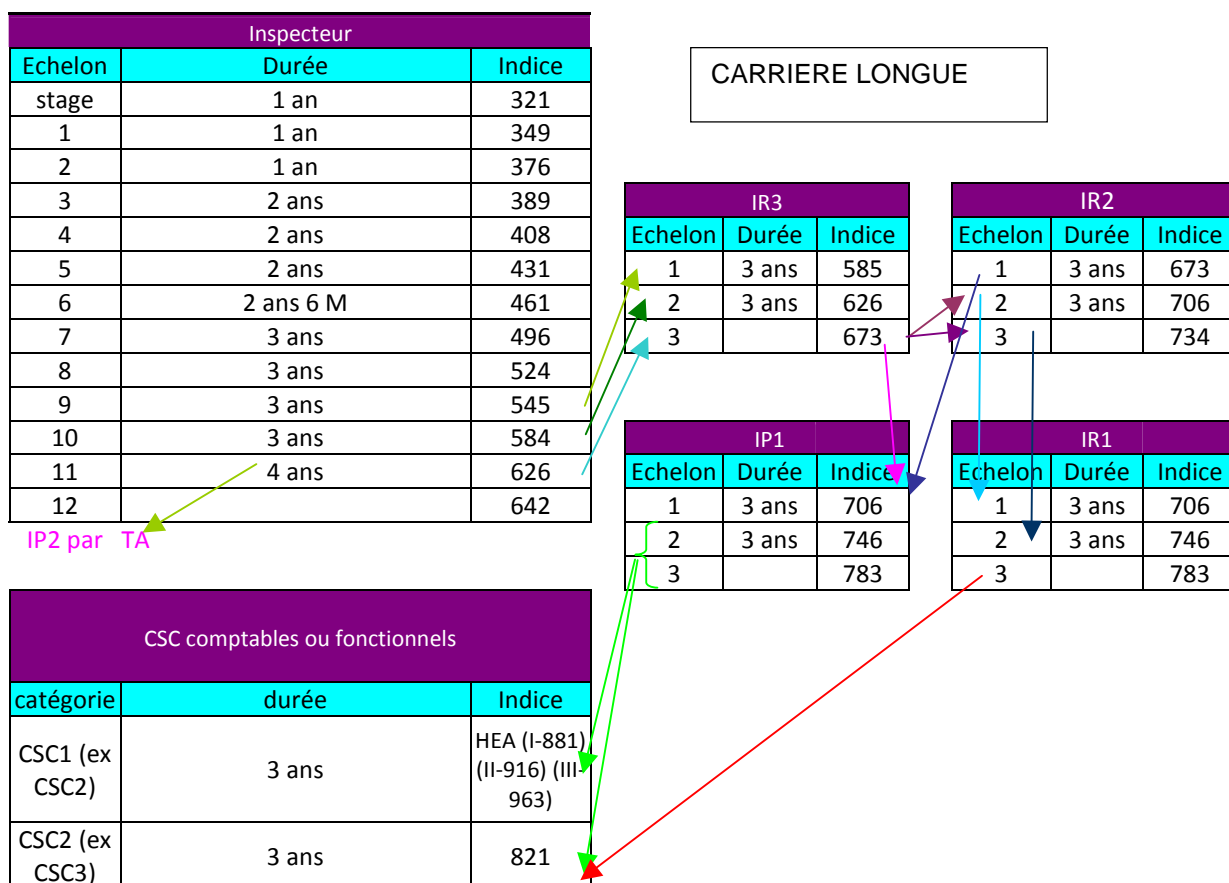 Inspecteur
Echelon Durée Indice
stage 1 an 321
1 1 an 349
2 1 an 376
3 2 ans 389
4 2 ans 408
5 2 ans 431
6 2 ans 6 M 461
7 3 ans 496
8 3 ans 524
9 3 ans 545
10 3 ans 584
11 4 ans 626
12 642
IP2 par TA
CARRIERE LONGUE
IR3
Echelon Durée Indice
1 3 ans 585
2 3 ans 626
3 673
IR2
Echelon Durée Indice
1 3 ans 673
2 3 ans 706
3 734
IP1
Echelon Durée Indice
1 3 ans 706
2 3 ans 746
3 783
IR1
Echelon Durée Indice
1 3 ans 706
2 3 ans 746
3 783
CSC comptables ou fonctionnels
catégorie durée Indice
CSC1 (ex
CSC2)
3 ans
HEA (I-881)
(II-916) (III-
963)
CSC2 (ex
CSC3)
3 ans
821